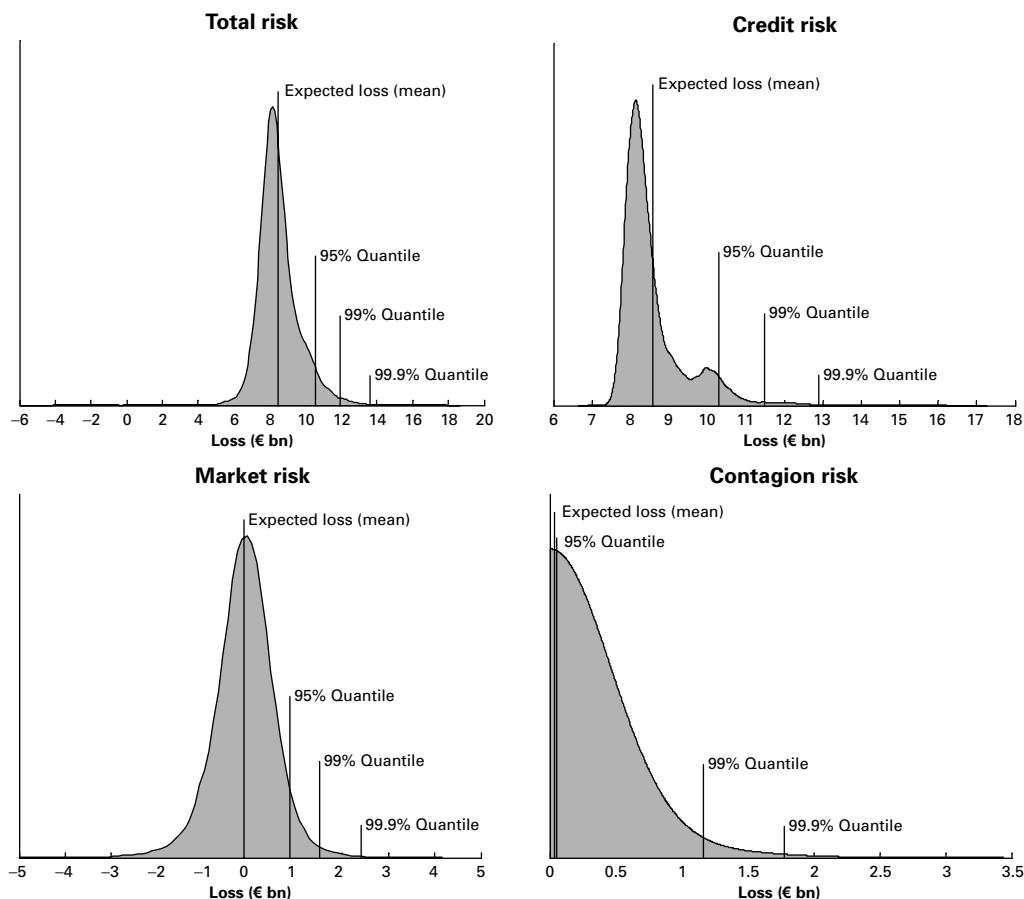 Total risk
Expected loss (mean)
95% Quantile
99% Quantile
99.9% Quantile
–6 –4 –2 0 2 4 6 8 10 12 14 16 18 20
Loss (€ bn)
Credit risk
Expected loss (mean)
95% Quantile
99% Quantile
99.9% Quantile
6 7 8 9 10 11 12 13 14 15 16 17 18
Loss (€ bn)
Market risk
Expected loss (mean)
95% Quantile
99% Quantile
99.9% Quantile
–5 –4 –3 –2 –1 0 1 2 3 4 5
Loss (€ bn)
Contagion risk
Expected loss (mean)
95% Quantile
99% Quantile
99.9% Quantile
0 0.5 1 1.5 2 2.5 3 3.5
Loss (€ bn)